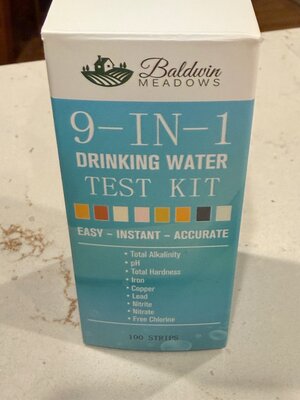 Baldwin
MEADOWS
9-IN-1
DRINKING WATER
TEST KIT
EASY - INSTANT - ACCURATE
• Total Alkalinity
• pH
• Total Hardness
• Iron
• Copper
• Lead
• Nitrite
• Nitrate
• Free Chlorine
100 STRIPS